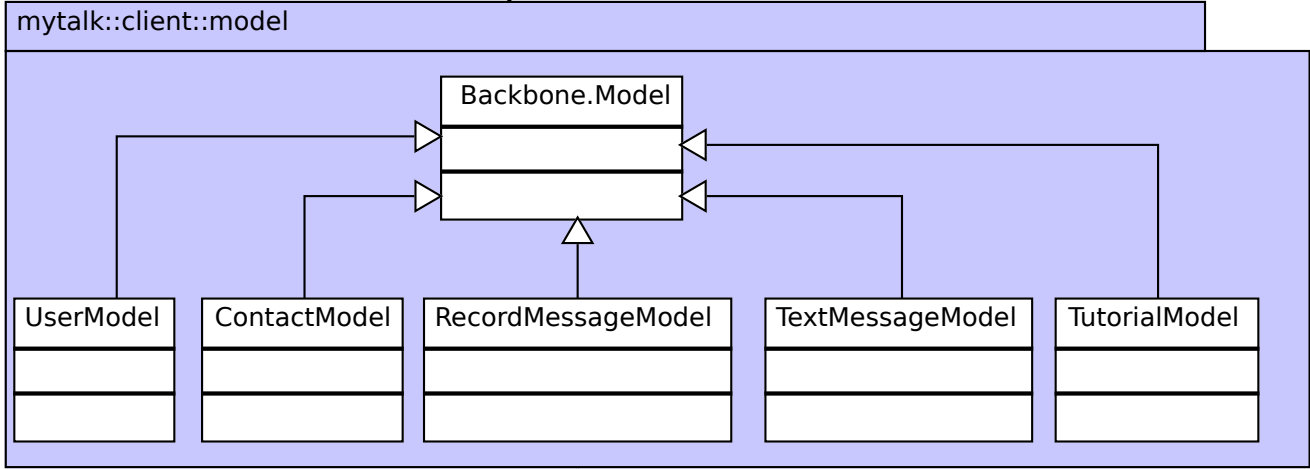 mytalk::client::model
Backbone.Model
UserModel
ContactModel
RecordMessageModel
TextMessageModel
TutorialModel